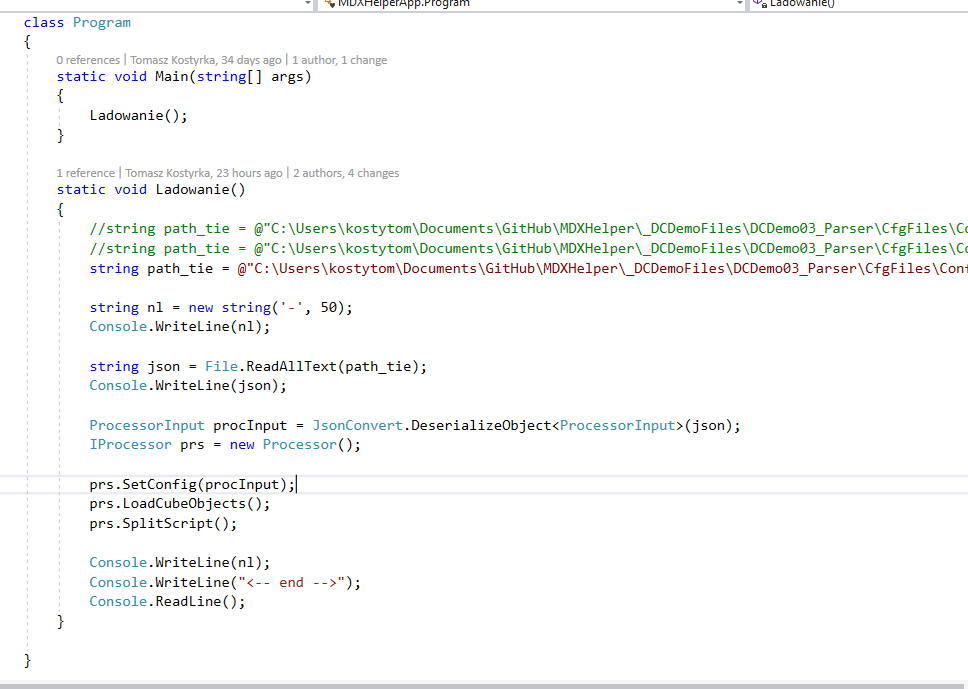 MDXHelperApp.Program Ladowanie()
class Program
{
0 references | Tomasz Kostyrka, 34 days ago | 1 author, 1 change
static void Main(string[] args)
{
Ladowanie();
}
1 reference | Tomasz Kostyrka, 23 hours ago | 2 authors, 4 changes
static void Ladowanie()
{
//string path_tie = @"C:\Users\kostytom\Documents\GitHub\MDXHelper\_DCDemoFiles\DCDemo03_Parser\CfgFiles\Co
//string path_tie = @"C:\Users\kostytom\Documents\GitHub\MDXHelper\_DCDemoFiles\DCDemo03_Parser\CfgFiles\Co
string path_tie = @"C:\Users\kostytom\Documents\GitHub\MDXHelper\_DCDemoFiles\DCDemo03_Parser\CfgFiles\Con
string nl = new string('-', 50);
Console.WriteLine(nl);
string json = File.ReadAllText(path_tie);
Console.WriteLine(json);
ProcessorInput procInput = JsonConvert.DeserializeObject<ProcessorInput>(json);
IProcessor prs = new Processor();
prs.SetConfig(procInput);
prs.LoadCubeObjects();
prs.SplitScript();
Console.WriteLine(nl);
Console.WriteLine("<-- end -->");
Console.ReadLine();
}
}